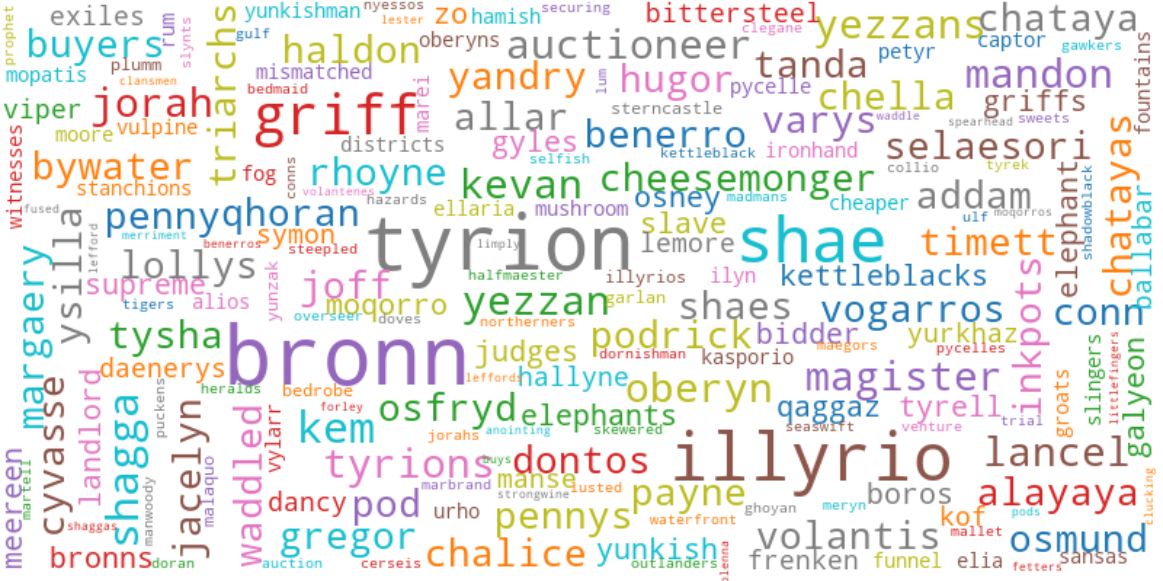 prophet exiles yunkishman nyessos lester zo hamish securing bittersteel yezzans chataya
buyers rum slynts triarchs gulf haldon oberyns auctioneer clegane petyr captor gawkers
mopatis plumm clansmen mismatched bedmaid marei yandry lum hugor pycelle tanda mandon fountains
viper jorah griff allar sterncastle chella griffs
witnesses moore vulpine districts gyles benerro varys waddle spearhead sweets
bywater stanchions fog conns rhoyne selfish kettleblack ironhand selaesori collio tyrek
volantenes hazards kevan cheesemonger osney madmans cheaper addam elephant shadowblack chatayas ballabar
fused pennyqhoran ellaria mushroom slave ulf moqorros
ysilla lefford merriment benerros symon steepled tyrion limply lemore shae timett
margaery lollys supreme yunzak joff halfmaester illyrios ilyn kettleblacks inkpots
tigers alios overseer moqorro doves yezzan garlan shaes vogarros conn
tysha bronn northerners podrick bidder maegors yurkhaz pycelles slingers littlefingers
daenerys judges dornishman kasporio galyeon
cyvasse landlord shagga puckens heralds bedrobe leffords hallyne oberyn magister groats
jacelyn waddled vylarr forley kem osfryd elephants qaggaz tyrell
jorahs anointing skewered seaswift venture trial
meereen martell manwoody malaquo tyrions buys dontos illyrio lancel
marbrand manse lusted strongwine payne boros alayaya clucking
shaggas dancy pod urho pennys waterfront ghoyan meryn kof pods
gregor volantis mallet osmund
bronns doran auction cerseis chalice yunkish outlanders olenna frenken funnel elia fetters sansas